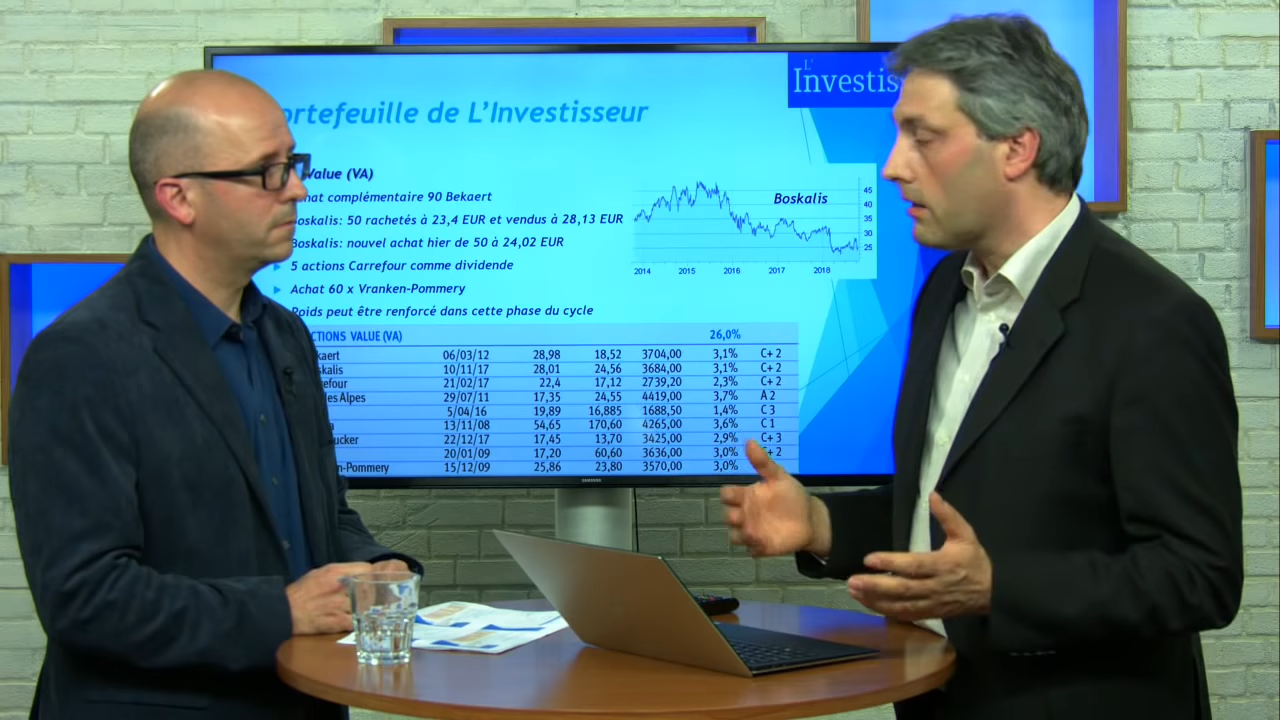 L'
Investis
ortefeuille de L'Investisseur
Value (VA)
hat complémentaire 90 Bekaert
oskalis: 50 rachetés à 23,4 EUR et vendus à 28,13 EUR
Boskalis: nouvel achat hier de 50 à 24,02 EUR
5 actions Carrefour comme dividende
Achat 60 x Vranken-Pommery
Poids peut être renforcé dans cette phase du cycle
Boskalis
45
40
35
30
25
2014 2015 2016 2017 2018
CTIONS VALUE (VA) 26,0%
kaert 06/03/12 28,98 18,52 3704,00 3,1% C+ 2
skalis 10/11/17 28,01 24,56 3684,00 3,1% C+ 2
efour 21/02/17 22,4 17,12 2739,20 2,3% C+ 2
des Alpes 29/07/11 17,35 24,55 4419,00 3,7% A 2
5/04/16 19,89 16,885 1688,50 1,4% C 3
13/11/08 54,65 170,60 4265,00 3,6% C 1
ucker 22/12/17 17,45 13,70 3425,00 2,9% C+ 3
20/01/09 17,20 60,60 3636,00 3,0% + 2
n-Pommery 15/12/09 25,86 23,80 3570,00 3,0%
SAMSUNG